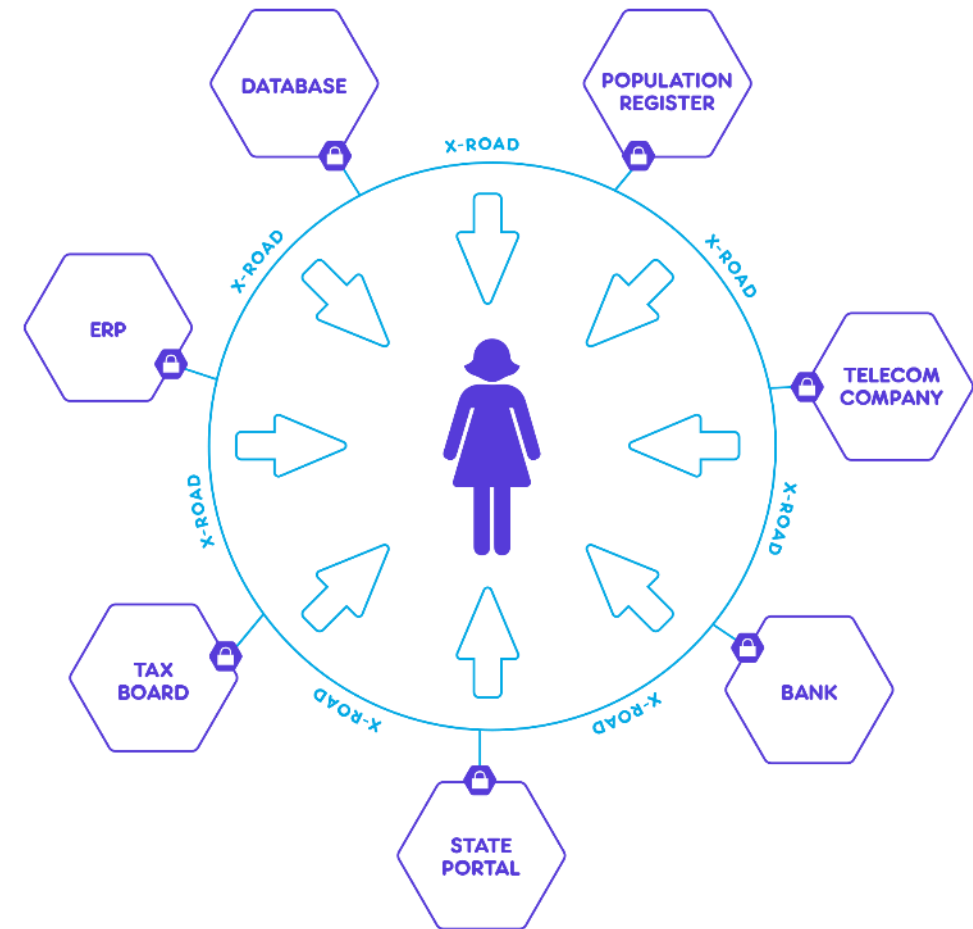 DATABASE
POPULATION
REGISTER
X-ROAD
X-ROAD
X-ROAD
ERP
TELECOM
COMPANY
X-ROAD
X-ROAD
TAX
BOARD
BANK
X-ROAD
X-ROAD
STATE
PORTAL